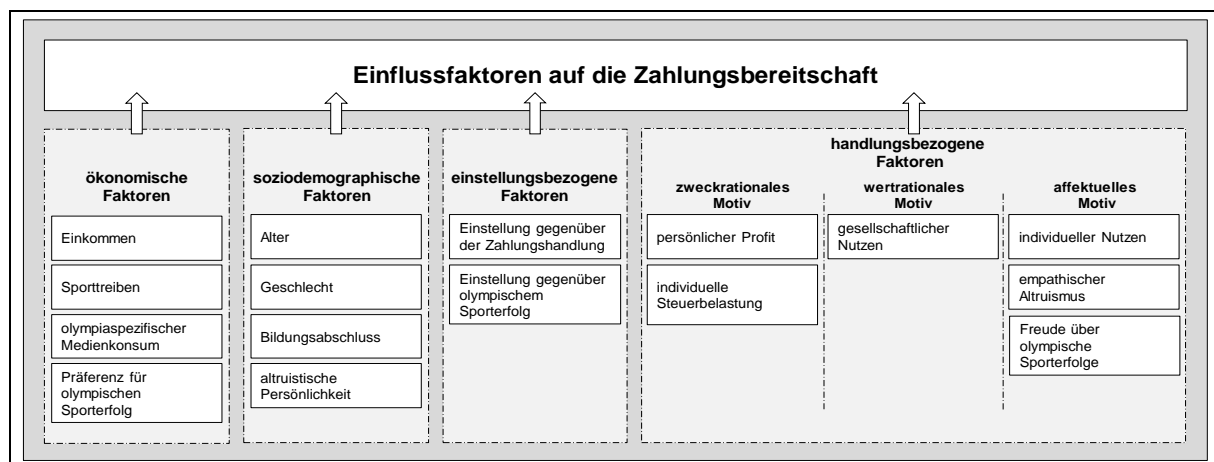 Einflussfaktoren auf die Zahlungsbereitschaft
ökonomische
Faktoren
Einkommen
Sporttreiben
olympiaspezifischer
Medienkonsum
Präferenz für
olympischen
Sporterfolg
soziodemographische
Faktoren
Alter
Geschlecht
Bildungsabschluss
altruistische
Persönlichkeit
einstellungsbezogene
Faktoren
Einstellung gegenüber
der Zahlungshandlung
Einstellung gegenüber
olympischem
Sporterfolg
handlungsbezogene
Faktoren
zweckrationales
Motiv
persönlicher Profit
individuelle
Steuerbelastung
wertrationales
Motiv
gesellschaftlicher
Nutzen
affektuelles
Motiv
individueller Nutzen
empathischer
Altruismus
Freude über
olympische
Sporterfolge